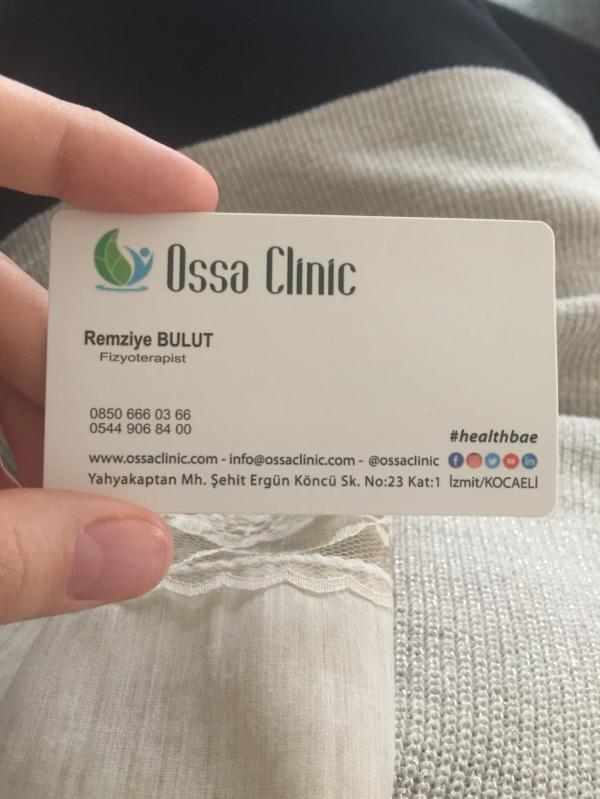 Ossa Clinic
Remziye BULUT
Fizyoterapist
0850 666 03 66
0544 906 84 00
#healthbae
www.ossaclinic.com - info@ossaclinic.com - @ossaclinic
Yahyakaptan Mh. Şehit Ergün Köncü Sk. No:23 Kat:1 İzmit/KOCAELİ